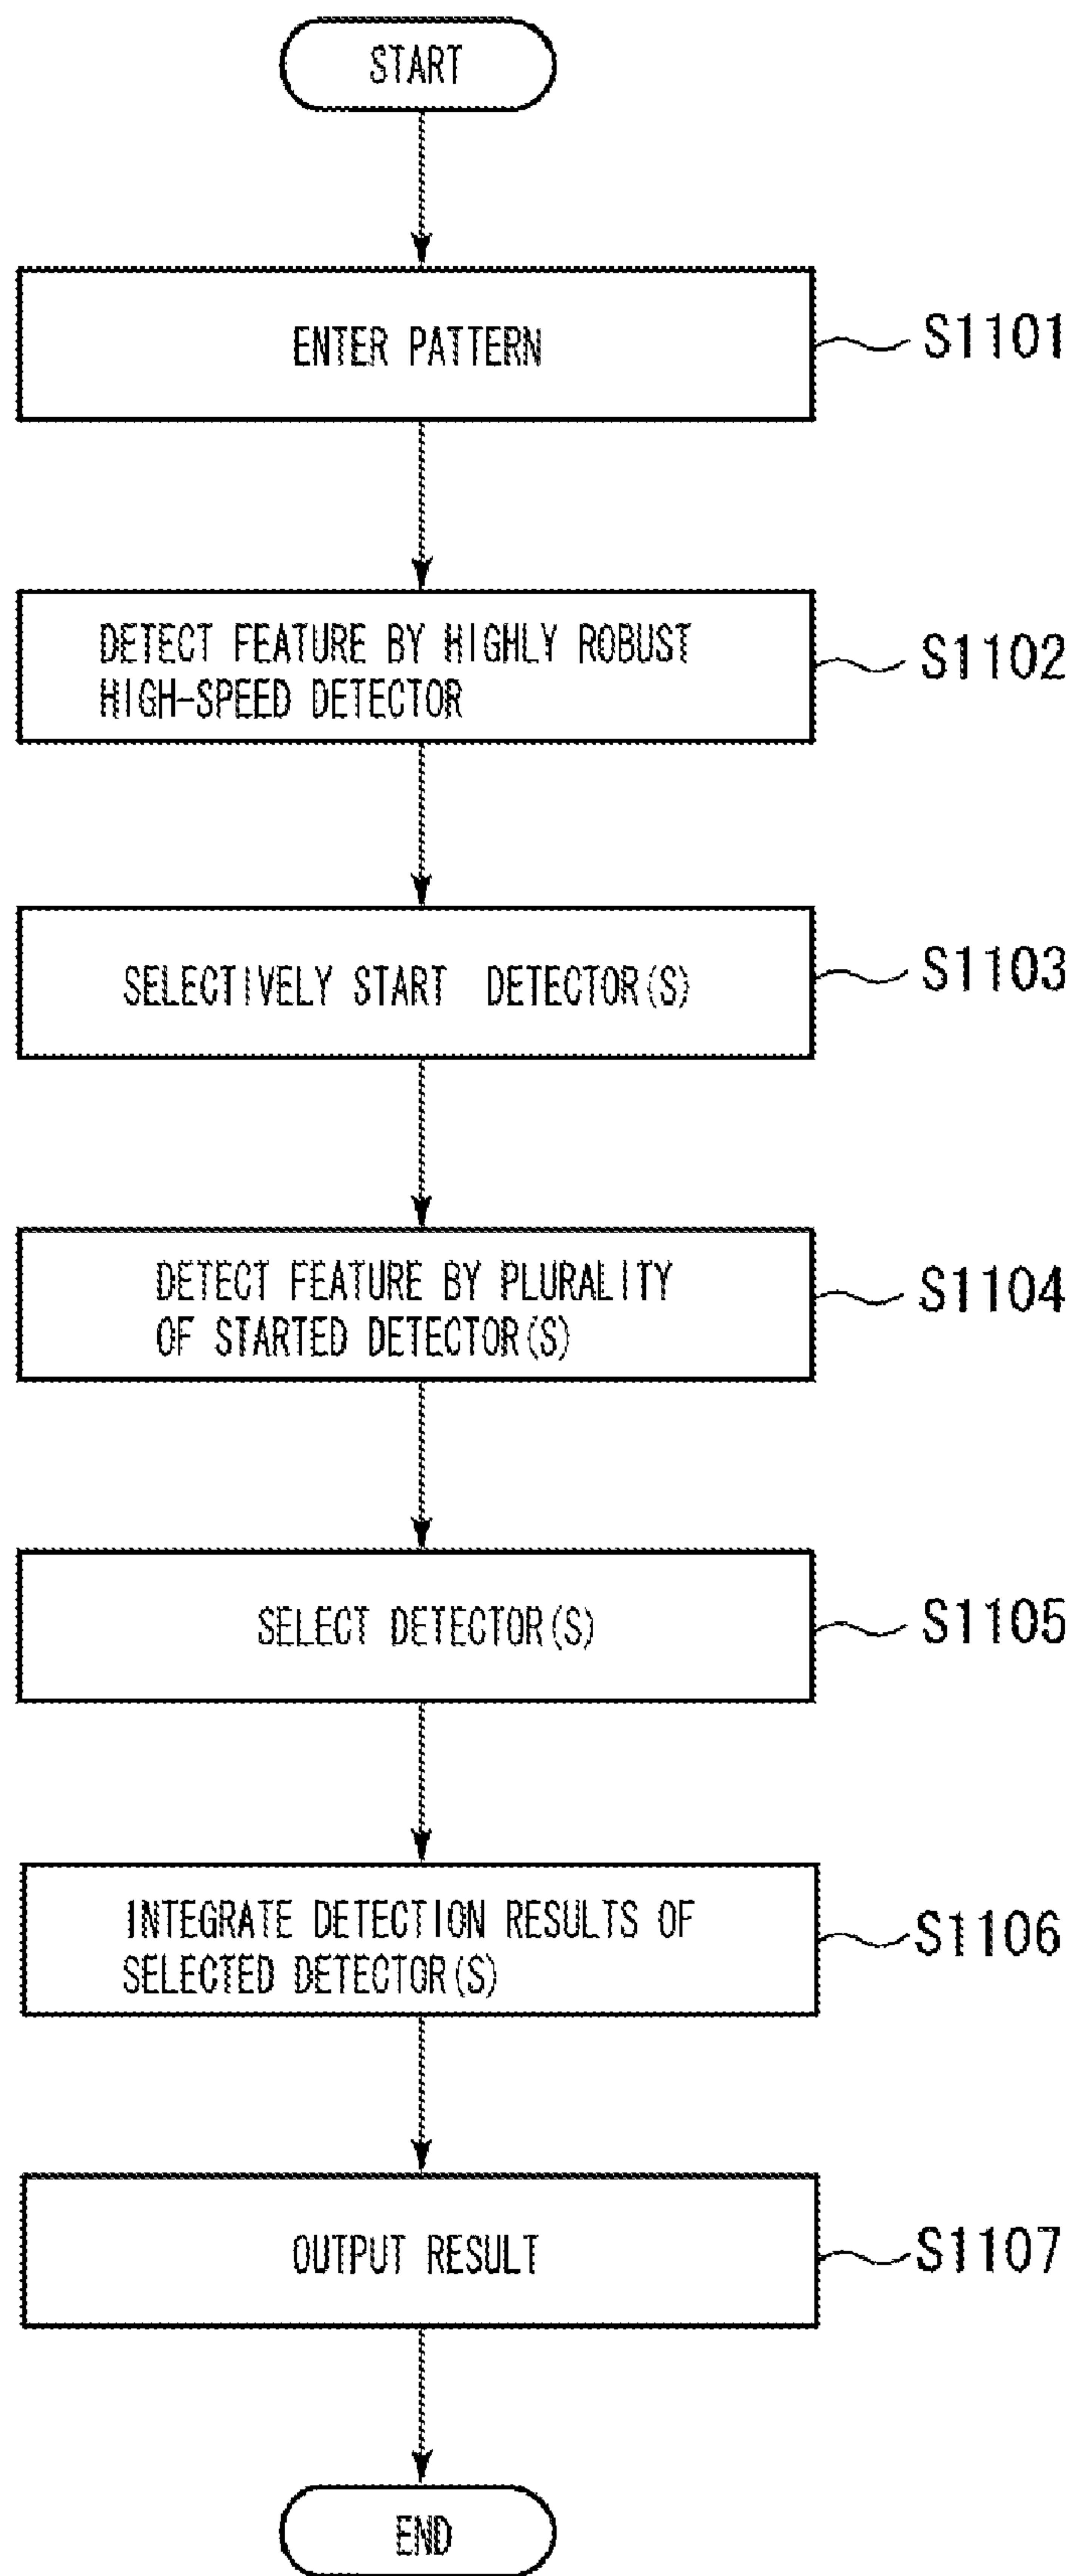 START
ENTER PATTERN
S1101
DETECT FEATURE BY HIGHLY ROBUST
HIGH-SPEED DETECTOR
S1102
SELECTIVELY START DETECTOR(S)
S1103
DETECT FEATURE BY PLURALITY
OF STARTED DETECTOR(S)
S1104
SELECT DETECTOR(S)
S1105
INTEGRATE DETECTION RESULTS OF
SELECTED DETECTOR(S)
S1106
OUTPUT RESULT
S1107
END